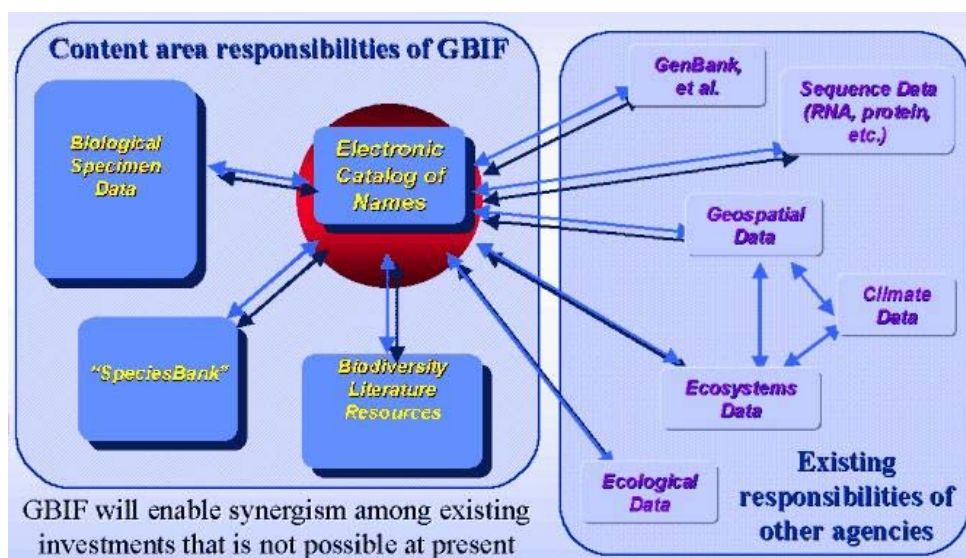 Content area responsibilities of GBIF
Biological
Specimen
Data
Electronic
Catalog of
Names
"SpeciesBank"
Biodiversity
Literature
Resources
GBIF will enable synergism among existing
investments that is not possible at present
GenBank,
et al.
Sequence Data
(RNA, protein,
etc.)
Geospatial
Data
Climate
Data
Ecosystems
Data
Ecological
Data
Existing
responsibilities of
other agencies